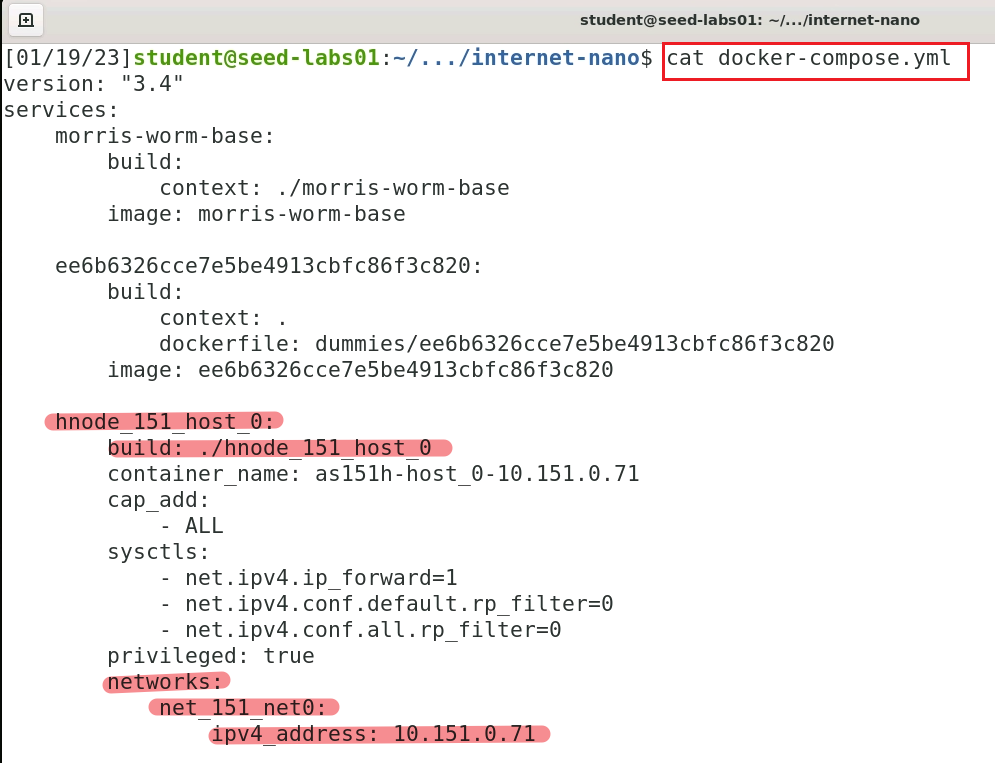 student@seed-labs01: ~/.../internet-nano
[01/19/23]student@seed-labs01:~/.../internet-nano$ cat docker-compose.yml
version: "3.4"
services:
    morris-worm-base:
        build:
            context: ./morris-worm-base
        image: morris-worm-base

    ee6b6326cce7e5be4913cbfc86f3c820:
        build:
            context: .
            dockerfile: dummies/ee6b6326cce7e5be4913cbfc86f3c820
        image: ee6b6326cce7e5be4913cbfc86f3c820

    hnode_151_host_0:
        build: ./hnode_151_host_0
        container_name: as151h-host_0-10.151.0.71
        cap_add:
            - ALL
        sysctls:
            - net.ipv4.ip_forward=1
            - net.ipv4.conf.default.rp_filter=0
            - net.ipv4.conf.all.rp_filter=0
        privileged: true
        networks:
            net_151_net0:
                ipv4_address: 10.151.0.71